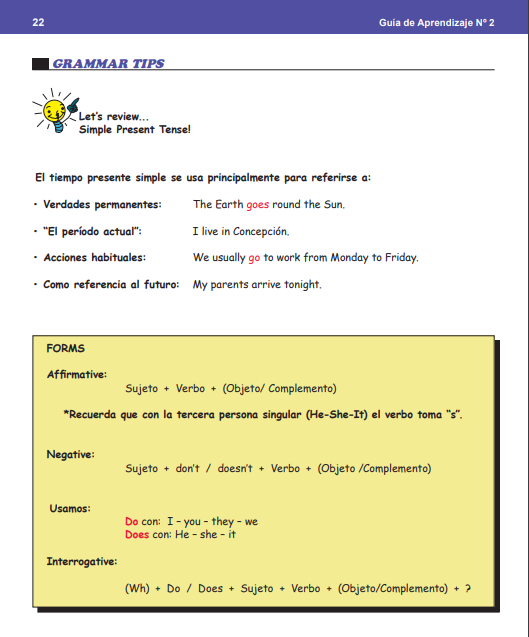 22
Guía de Aprendizaje Nº 2
GRAMMAR TIPS
Let's review...
Simple Present Tense!
El tiempo presente simple se usa principalmente para referirse a:
• Verdades permanentes: The Earth goes round the Sun.
• "El período actual": I live in Concepción.
• Acciones habituales: We usually go to work from Monday to Friday.
• Como referencia al futuro: My parents arrive tonight.
FORMS
Affirmative:
Sujeto + Verbo + (Objeto/ Complemento)
*Recuerda que con la tercera persona singular (He-She-It) el verbo toma "s".
Negative:
Sujeto + don't / doesn't + Verbo + (Objeto /Complemento)
Usamos:
Do con: I – you – they – we
Does con: He – she – it
Interrogative:
(Wh) + Do / Does + Sujeto + Verbo + (Objeto/Complemento) + ?